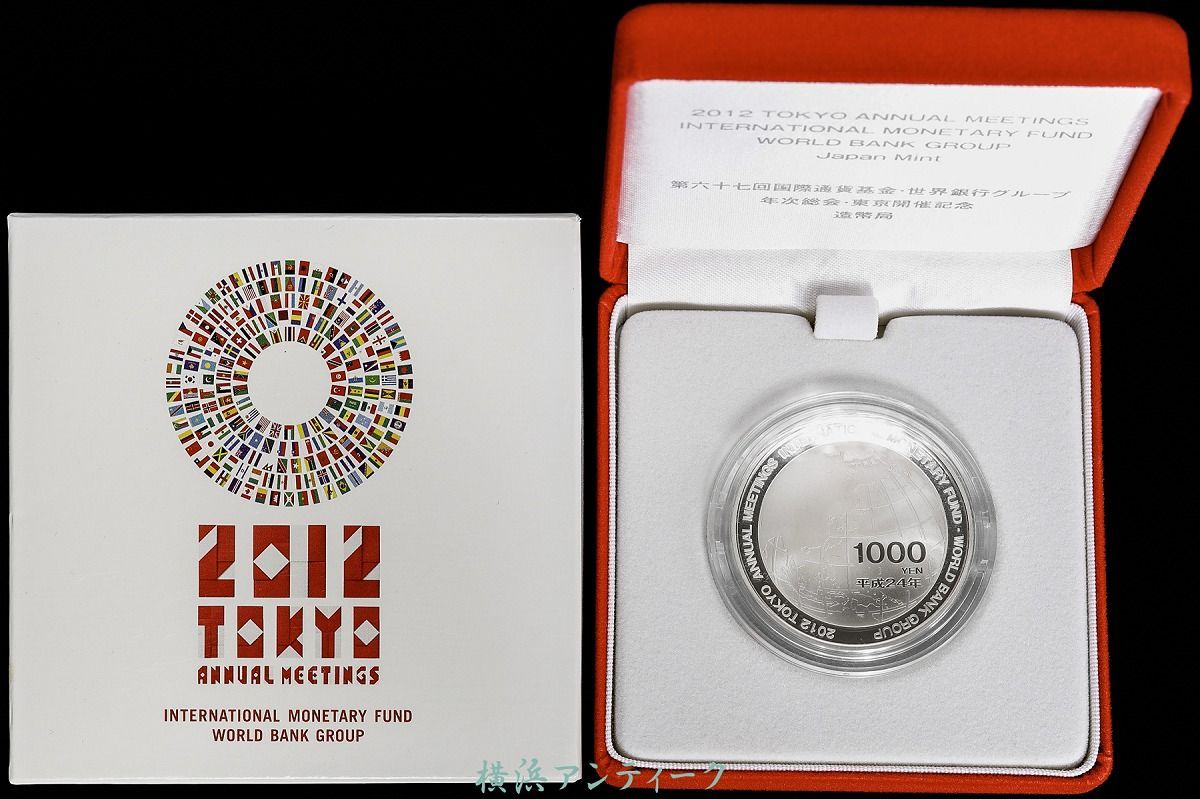 2012
TOKYO
ANNUAL MEETINGS
INTERNATIONAL MONETARY FUND
WORLD BANK GROUP
2012 TOKYO ANNUAL MEETINGS
INTERNATIONAL MONETARY FUND
WORLD BANK GROUP
Japan Mint
第六十七回国際通貨基金・世界銀行グループ
年次総会・東京開催記念
造幣局
2012 TOKYO ANNUAL MEETINGS MONETARY FUND・WORLD BANK GROUP
1000
YEN
平成24年
横浜アンティーク